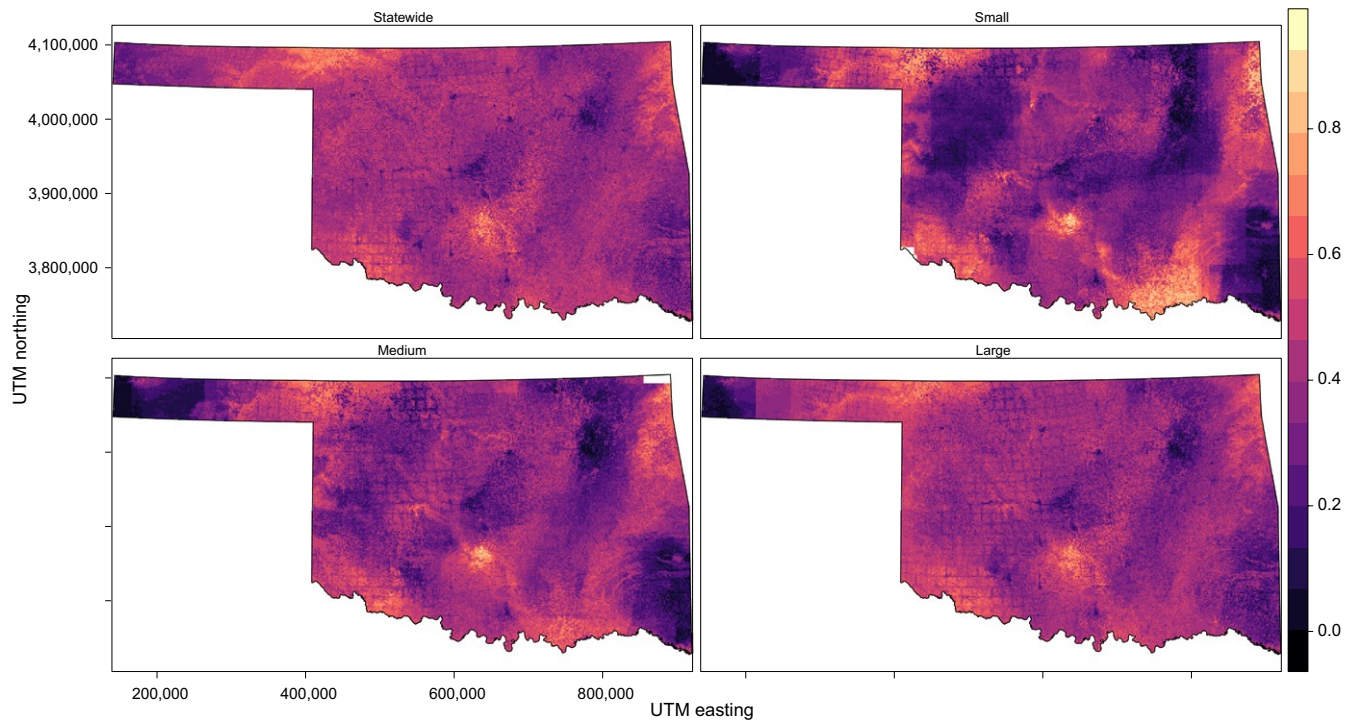 Statewide
Small
4,100,000
4,000,000
3,900,000
3,800,000
0.8
0.6
0.4
0.2
0.0
UTM northing
Medium
Large
200,000
400,000
600,000
800,000
UTM easting